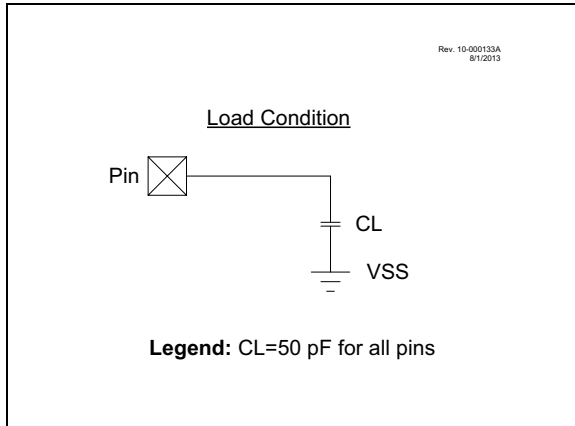 Rev. 10-000133A
8/1/2013
Load Condition
Pin
CL
VSS
Legend: CL=50 pF for all pins